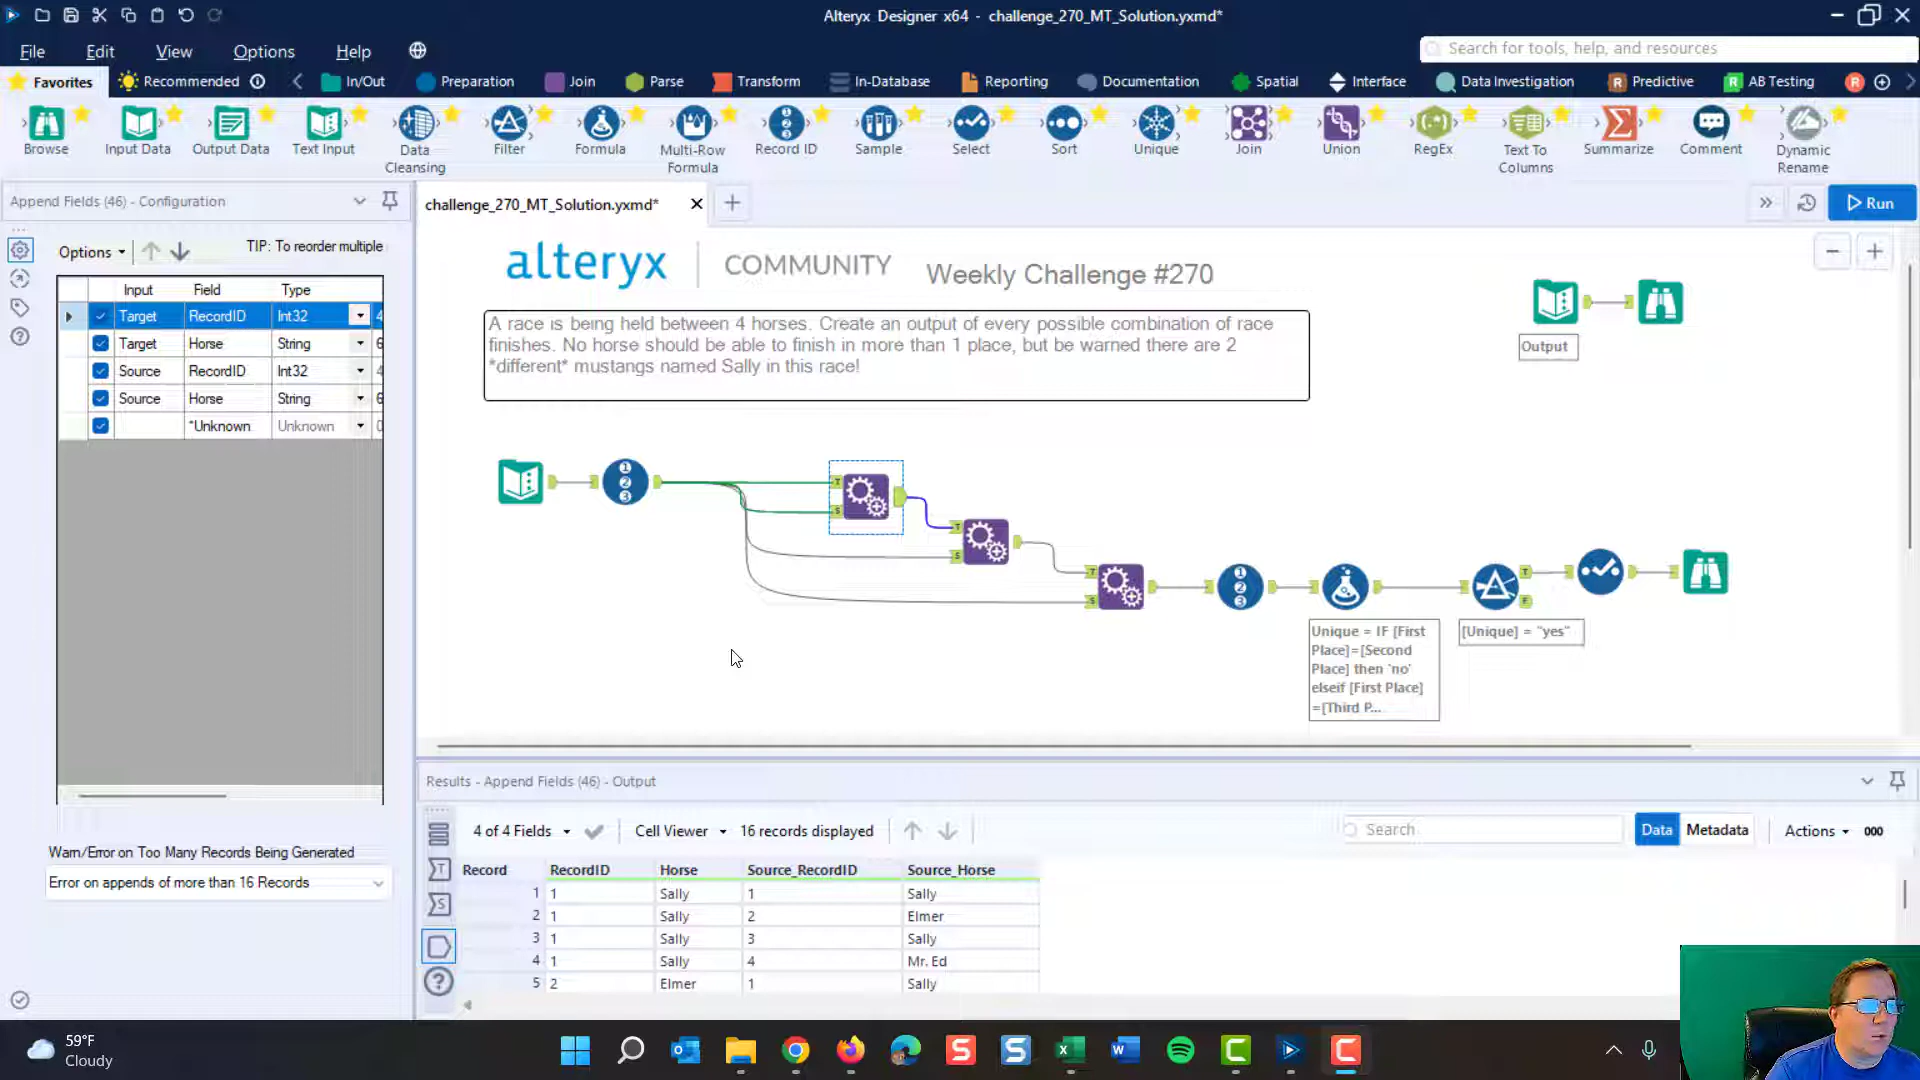 Alteryx Designer x64 - challenge_270_MT_Solution.yxmd*
File Edit View Options Help
Search for tools, help, and resources
Favorites Recommended In/Out Preparation Join Parse Transform In-Database Reporting Documentation Spatial Interface Data Investigation Predictive AB Testing
Browse Input Data Output Data Text Input Data Cleansing Filter Formula Multi-Row Formula Record ID Sample Select Sort Unique Join Union RegEx Text To Columns Summarize Comment Dynamic Rename
Append Fields (46) - Configuration
challenge_270_MT_Solution.yxmd*
Run
Options
TIP: To reorder multiple
Input Field Type
Target RecordID Int32 4
Target Horse String 6
Source RecordID Int32 4
Source Horse String 6
*Unknown Unknown 0
Warn/Error on Too Many Records Being Generated
Error on appends of more than 16 Records
alteryx COMMUNITY Weekly Challenge #270
A race is being held between 4 horses. Create an output of every possible combination of race
finishes. No horse should be able to finish in more than 1 place, but be warned there are 2
*different* mustangs named Sally in this race!
Output
Unique = IF [First
Place]=[Second
Place] then 'no'
elseif [First Place]
=[Third P...
[Unique] = "yes"
Results - Append Fields (46) - Output
4 of 4 Fields Cell Viewer 16 records displayed Search Data Metadata Actions 000
Record RecordID Horse Source_RecordID Source_Horse
1 1 Sally 1 Sally
2 1 Sally 2 Elmer
3 1 Sally 3 Sally
4 1 Sally 4 Mr. Ed
5 2 Elmer 1 Sally
59°F
Cloudy